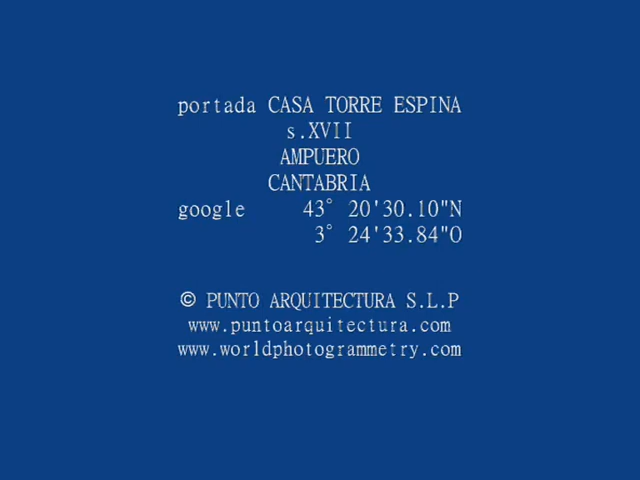 portada CASA TORRE ESPINA
s.XVII
AMPUERO
CANTABRIA
google 43° 20'30.10"N
3° 24'33.84"O
© PUNTO ARQUITECTURA S.L.P
www.puntoarquitectura.com
www.worldphotogrammetry.com